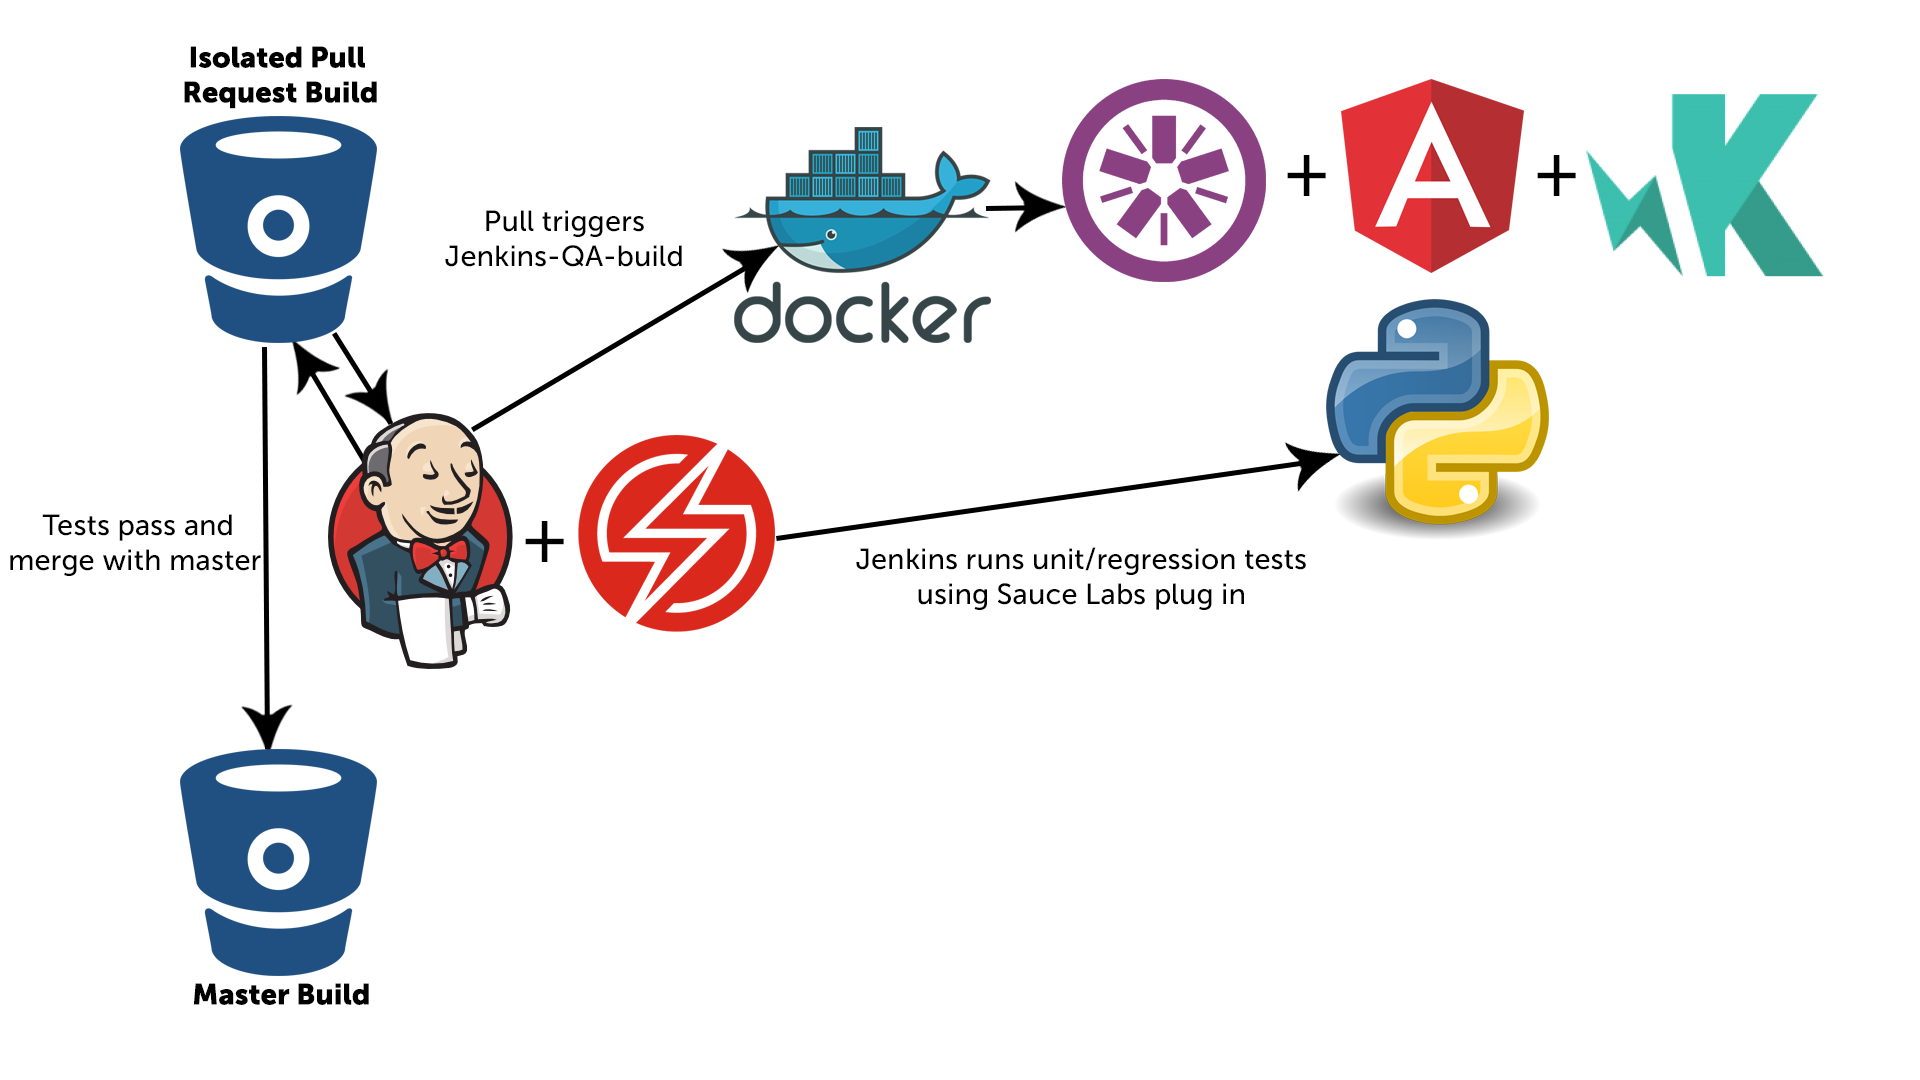 Isolated Pull
Request Build
Pull triggers
Jenkins-QA-build
docker
+
A
+
K
Tests pass and
merge with master
+
Jenkins runs unit/regression tests
using Sauce Labs plug in
Master Build